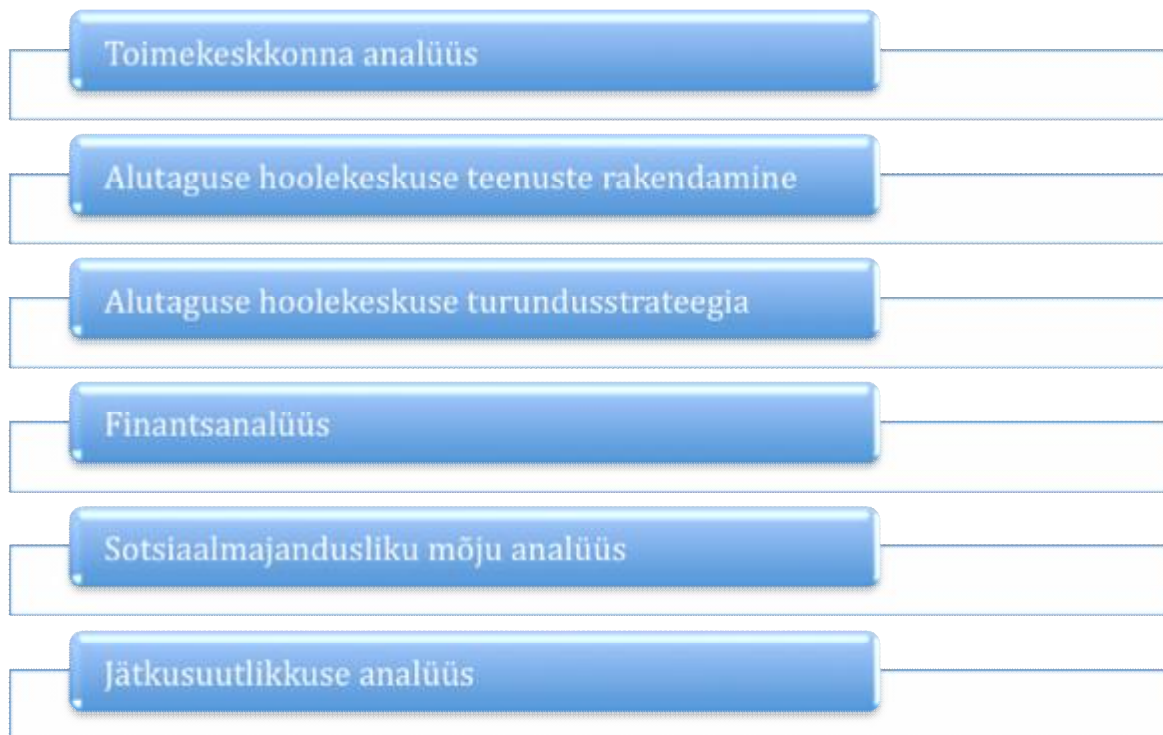 Toimekeskkonna analüüs
Alutaguse hoolekeskuse teenuste rakendamine
Alutaguse hoolekeskuse turundusstrateegia
Finantsanalüüs
Sotsiaalmajandusliku mõju analüüs
Jätkusuutlikkuse analüüs